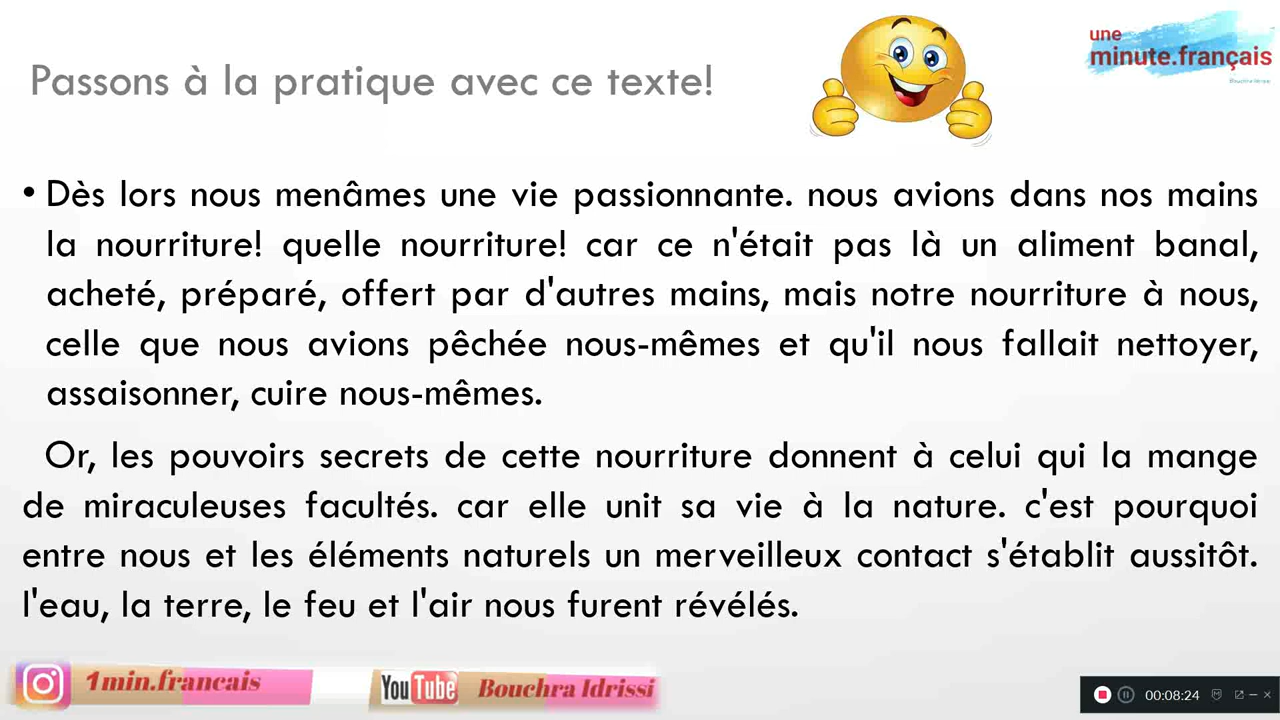 Passons à la pratique avec ce texte!
une
minute.français
Bouchra Idrissi
• Dès lors nous menâmes une vie passionnante. nous avions dans nos mains
la nourriture! quelle nourriture! car ce n'était pas là un aliment banal,
acheté, préparé, offert par d'autres mains, mais notre nourriture à nous,
celle que nous avions pêchée nous-mêmes et qu'il nous fallait nettoyer,
assaisonner, cuire nous-mêmes.
Or, les pouvoirs secrets de cette nourriture donnent à celui qui la mange
de miraculeuses facultés. car elle unit sa vie à la nature. c'est pourquoi
entre nous et les éléments naturels un merveilleux contact s'établit aussitôt.
l'eau, la terre, le feu et l'air nous furent révélés.
1min.francais
YouTube Bouchra Idrissi
00:08:24